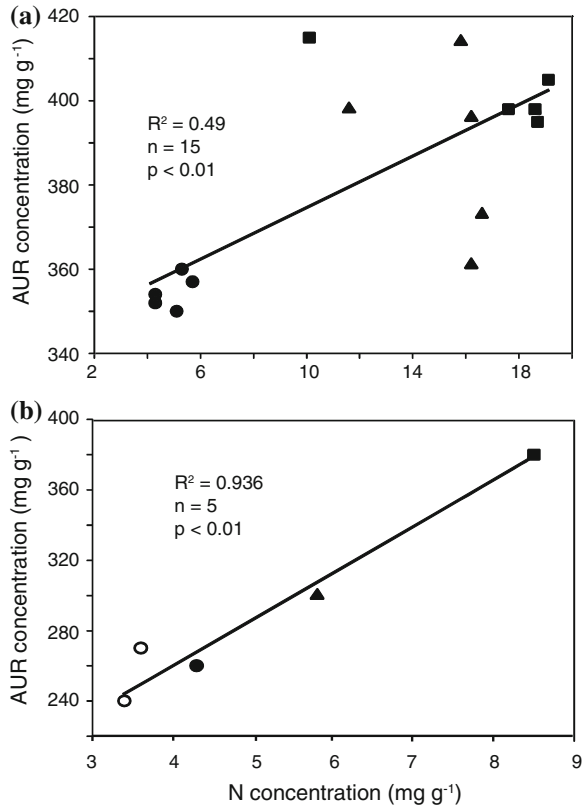 (a)
420
400
380
360
340
AUR concentration (mg g⁻¹)
R² = 0.49
n = 15
p < 0.01
2 6 10 14 18
(b)
400
360
320
280
240
AUR concentration (mg g⁻¹)
R² = 0.936
n = 5
p < 0.01
3 4 5 6 7 8 9
N concentration (mg g⁻¹)